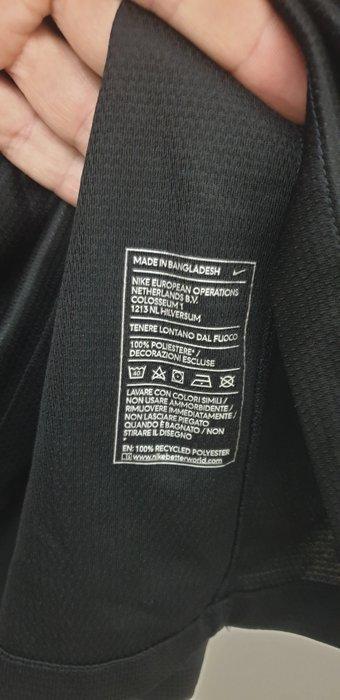 MADE IN BANGLADESH
NIKE EUROPEAN OPERATIONS
NETHERLANDS B.V.
COLOSSEUM 1
1213 NL HILVERSUM
TENERE LONTANO DAL FUOCO
100% POLIESTERE* /
DECORAZIONI ESCLUSE
40
LAVARE CON COLORI SIMILI /
NON USARE AMMORBIDENTE /
RIMUOVERE IMMEDIATAMENTE /
NON LASCIARE PIEGATO
QUANDO È BAGNATO / NON
STIRARE IL DISEGNO
*
EN: 100% RECYCLED POLYESTER
www.nikebetterworld.com